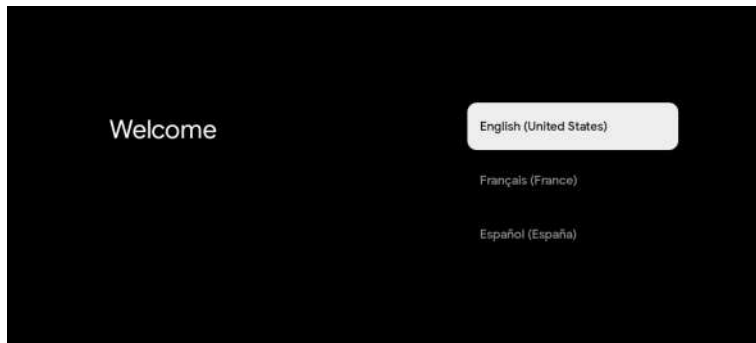 Welcome
English (United States)
Français (France)
Español (España)